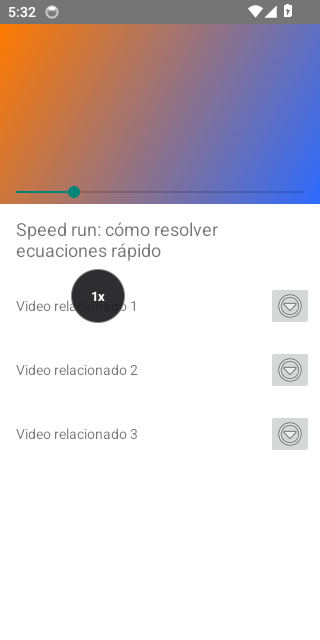 5:32
Speed run: cómo resolver
ecuaciones rápido
1x
Video relacionado 1
Video relacionado 2
Video relacionado 3